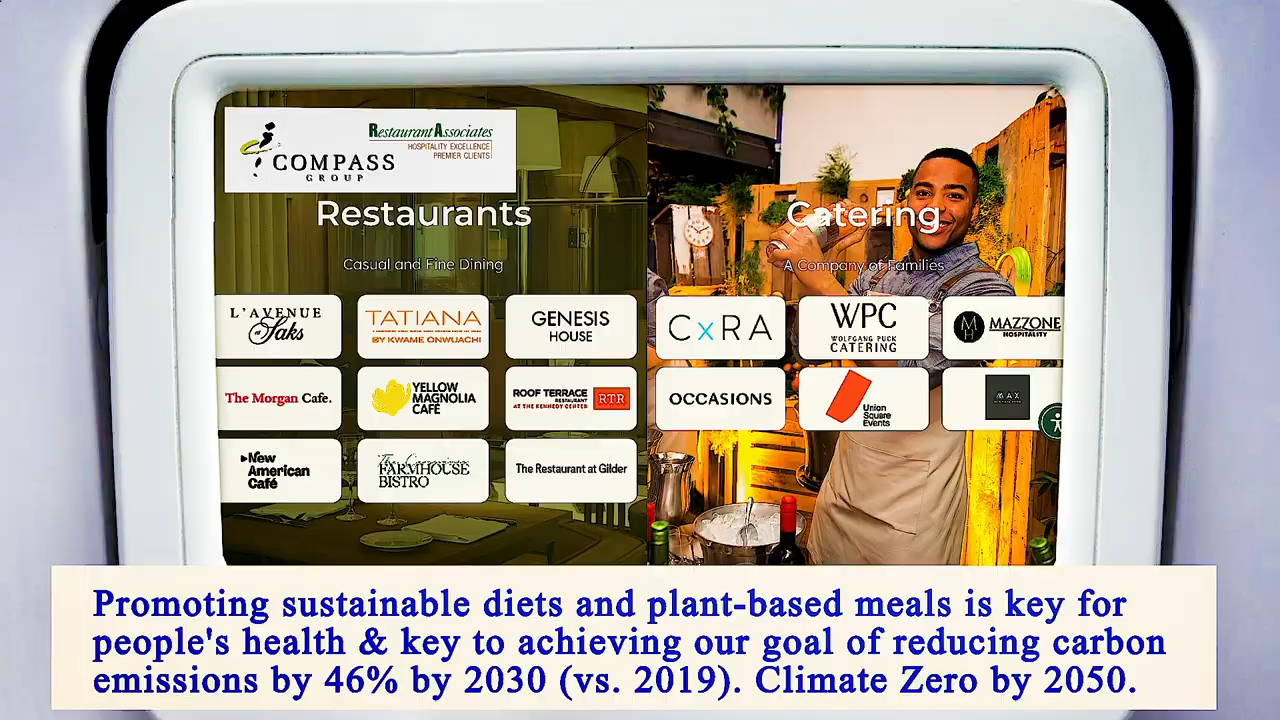 COMPASS
GROUP
Restaurant Associates
HOSPITALITY EXCELLENCE
PREMIER CLIENTS
Restaurants
Casual and Fine Dining
L'AVENUE
Saks
TATIANA
BY KWAME ONWUACHI
GENESIS
HOUSE
The Morgan Cafe.
YELLOW
MAGNOLIA
CAFÉ
ROOF TERRACE
RESTAURANT
AT THE KENNEDY CENTER
RTR
New
American
Café
FARMHOUSE
BISTRO
The Restaurant at Gilder
Catering
A Company of Families
CxRA
WPC
WOLFGANG PUCK
CATERING
MH
MAZZONE
HOSPITALITY
OCCASIONS
Union
Square
Events
MAX
Promoting sustainable diets and plant-based meals is key for
people's health & key to achieving our goal of reducing carbon
emissions by 46% by 2030 (vs. 2019). Climate Zero by 2050.